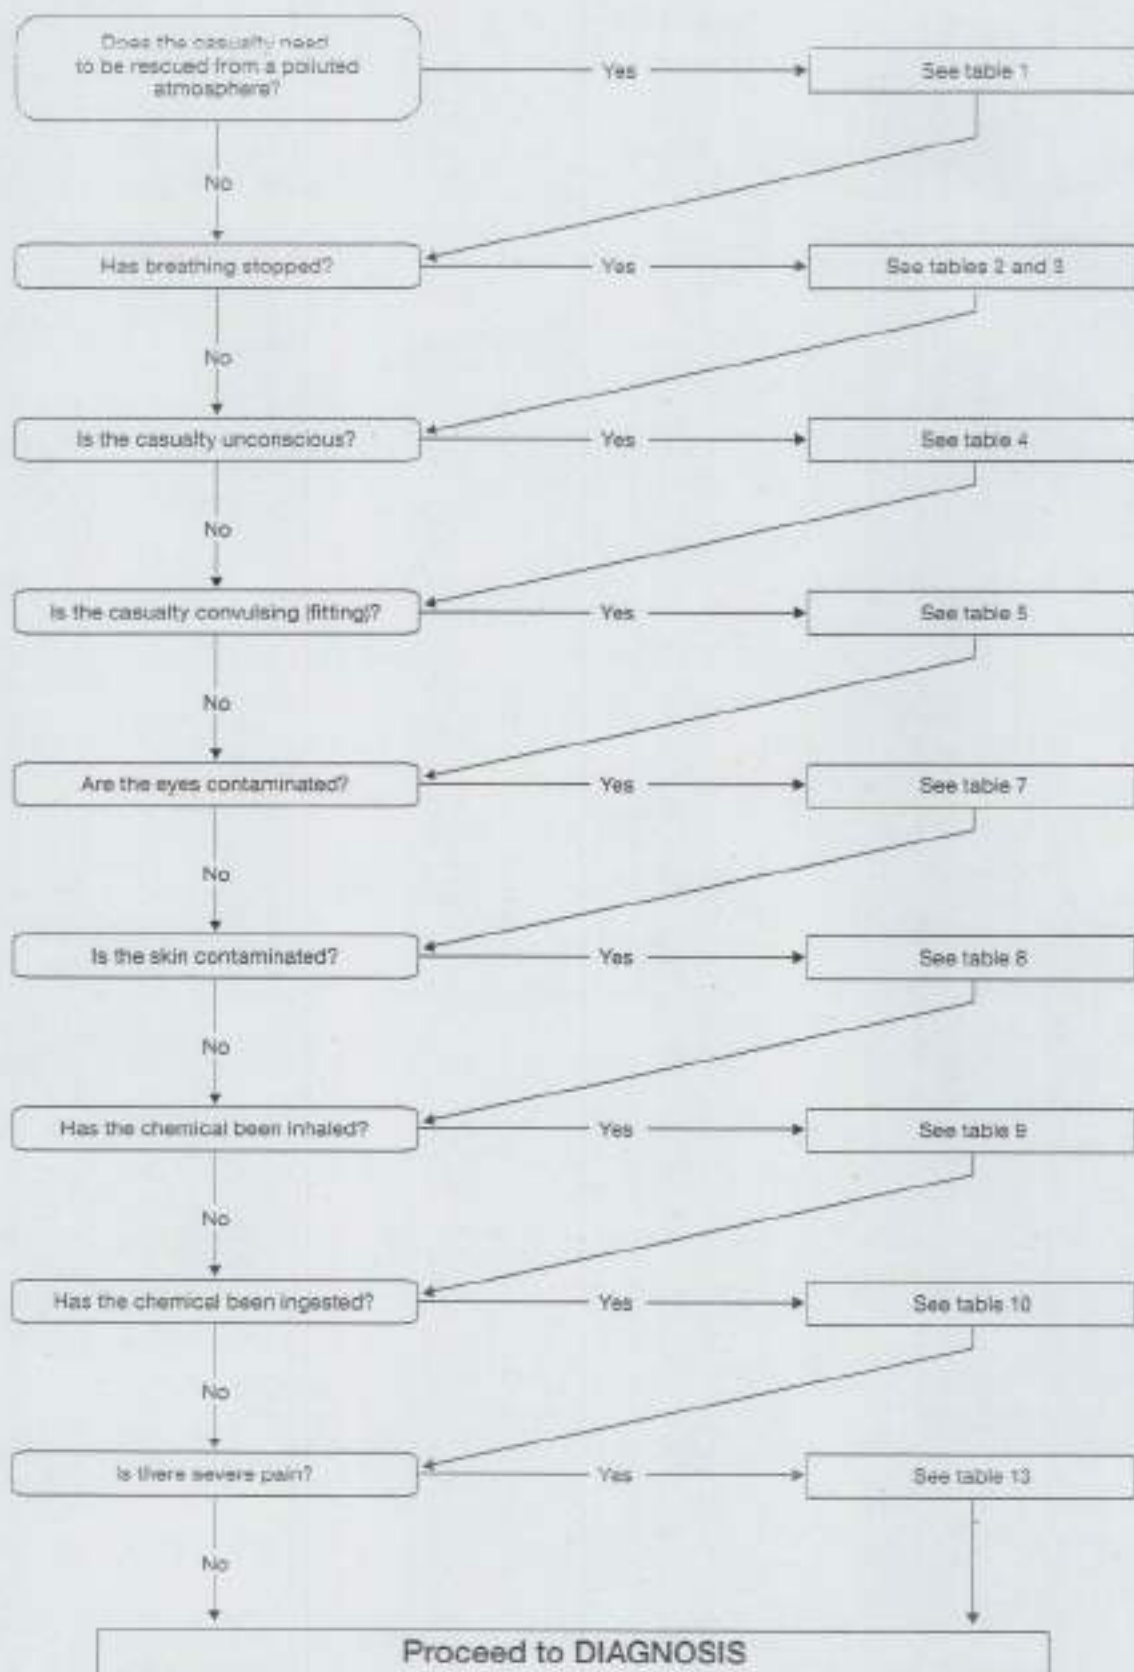 Does the casualty need
to be rescued from a polluted
atmosphere?
Yes
See table 1
No
Has breathing stopped?
Yes
See tables 2 and 3
No
Is the casualty unconscious?
Yes
See table 4
No
Is the casualty convulsing (fitting)?
Yes
See table 5
No
Are the eyes contaminated?
Yes
See table 7
No
Is the skin contaminated?
Yes
See table 8
No
Has the chemical been inhaled?
Yes
See table 9
No
Has the chemical been ingested?
Yes
See table 10
No
Is there severe pain?
Yes
See table 13
No
Proceed to DIAGNOSIS